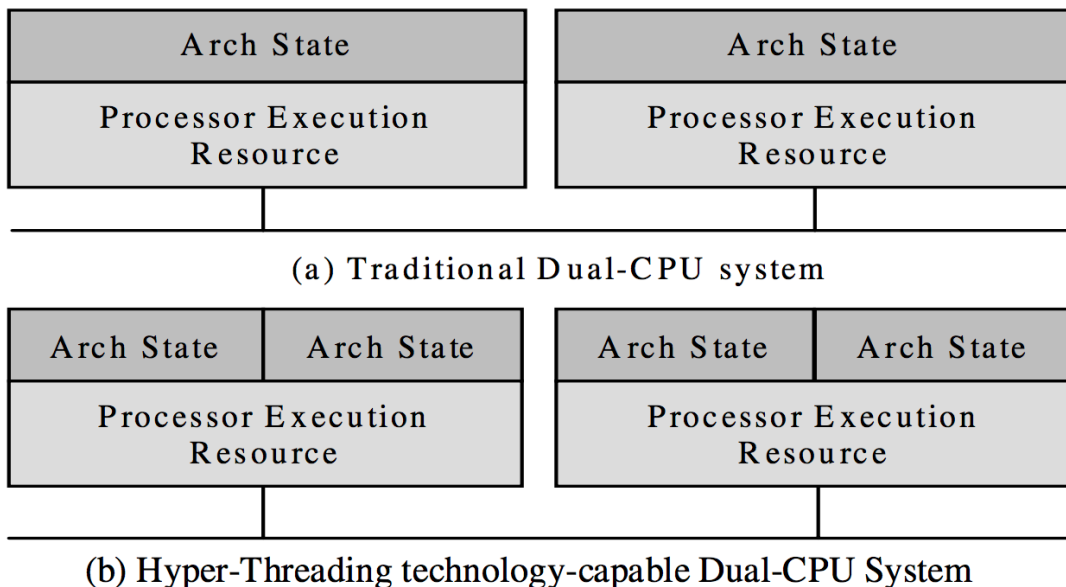 Arch State
Arch State
Processor Execution
Resource
Processor Execution
Resource
(a) Traditional Dual-CPU system
Arch State
Arch State
Arch State
Arch State
Processor Execution
Resource
Processor Execution
Resource
(b) Hyper-Threading technology-capable Dual-CPU System